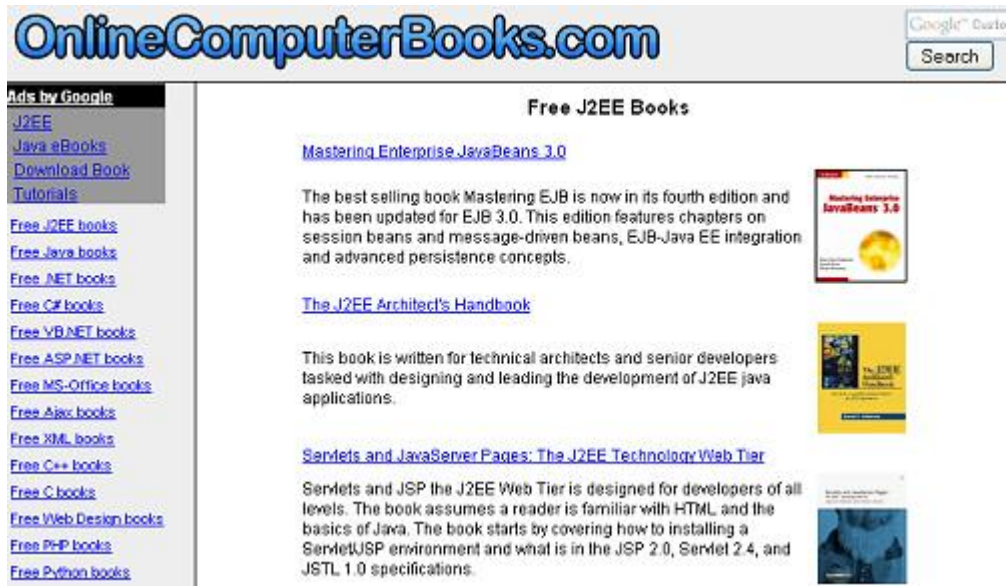 OnlineComputerBooks.com
Google™ Custo
Search
Ads by Google
J2EE
Java eBooks
Download Book
Tutorials
Free J2EE books
Free Java books
Free .NET books
Free C# books
Free VB.NET books
Free ASP.NET books
Free MS-Office books
Free Ajax books
Free XML books
Free C++ books
Free C books
Free Web Design books
Free PHP books
Free Python books
Free J2EE Books
Mastering Enterprise JavaBeans 3.0
The best selling book Mastering EJB is now in its fourth edition and
has been updated for EJB 3.0. This edition features chapters on
session beans and message-driven beans, EJB-Java EE integration
and advanced persistence concepts.
Mastering Enterprise
JavaBeans 3.0
The J2EE Architect's Handbook
This book is written for technical architects and senior developers
tasked with designing and leading the development of J2EE java
applications.
The J2EE
Handbook
Servlets and JavaServer Pages: The J2EE Technology Web Tier
Servlets and JSP the J2EE Web Tier is designed for developers of all
levels. The book assumes a reader is familiar with HTML and the
basics of Java. The book starts by covering how to installing a
Servlet/JSP environment and what is in the JSP 2.0, Servlet 2.4, and
JSTL 1.0 specifications.